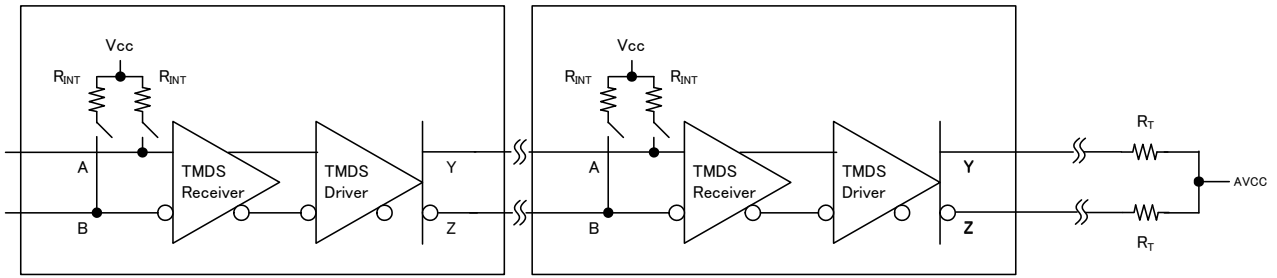 Vcc
Vcc
RINT
RINT
RINT
RINT
RT
A
TMDS
Receiver
TMDS
Driver
Y
A
TMDS
Receiver
TMDS
Driver
Y
AVCC
B
Z
B
Z
RT